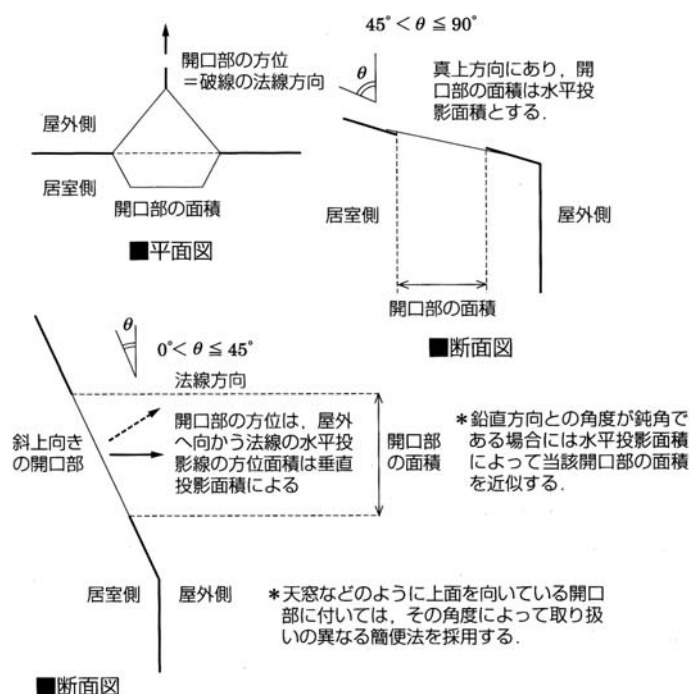 開口部の方位
＝破線の法線方向
屋外側
居室側
開口部の面積
■平面図
45°＜θ≦90°
θ
真上方向にあり，開
口部の面積は水平投
影面積とする．
居室側
屋外側
開口部の面積
■断面図
θ
0°＜θ≦45°
法線方向
斜上向き
の開口部
開口部の方位は，屋外
へ向かう法線の水平投
影線の方位面積は垂直
投影面積による
開口部
の面積
＊鉛直方向との角度が鈍角で
ある場合には水平投影面積
によって当該開口部の面積
を近似する．
居室側
屋外側
＊天窓などのように上面を向いている開口
部に付いては，その角度によって取り扱
いの異なる簡便法を採用する．
■断面図